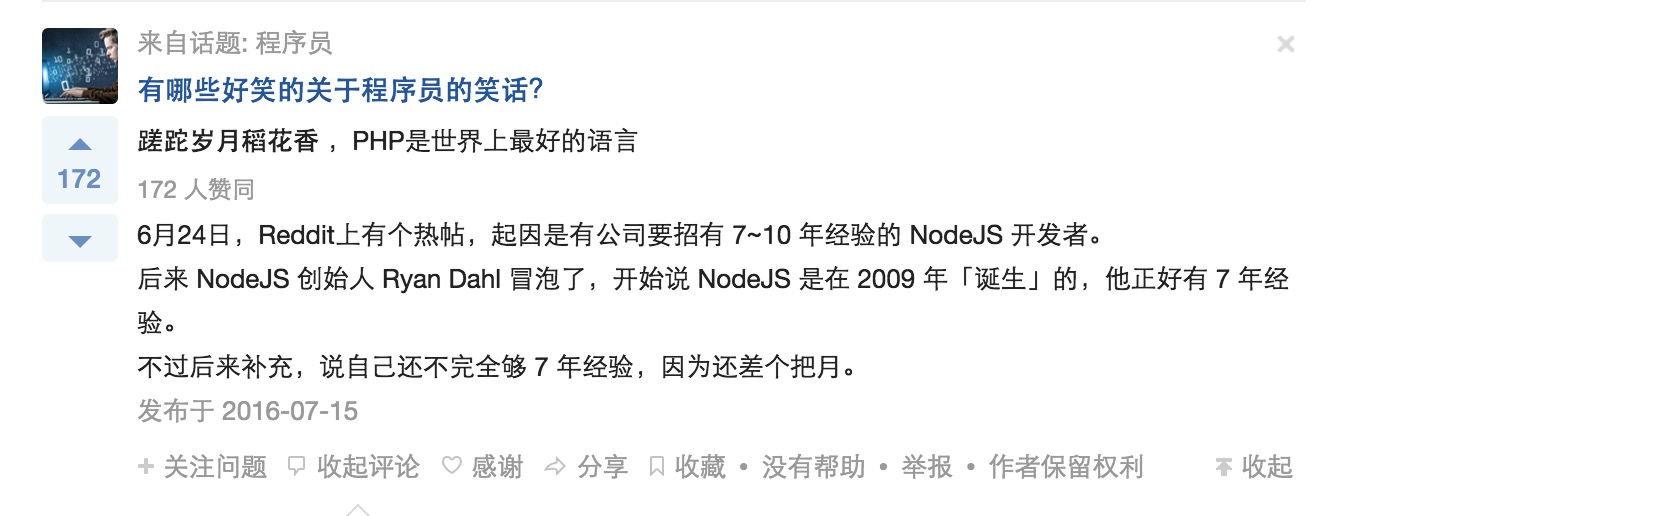 来自话题: 程序员
有哪些好笑的关于程序员的笑话?
蹉跎岁月稻花香 ，PHP是世界上最好的语言
172
172 人赞同
6月24日，Reddit上有个热帖，起因是有公司要招有 7~10 年经验的 NodeJS 开发者。
后来 NodeJS 创始人 Ryan Dahl 冒泡了，开始说 NodeJS 是在 2009 年「诞生」的，他正好有 7 年经
验。
不过后来补充，说自己还不完全够 7 年经验，因为还差个把月。
发布于 2016-07-15
关注问题 收起评论 感谢 分享 收藏 • 没有帮助 • 举报 • 作者保留权利 收起